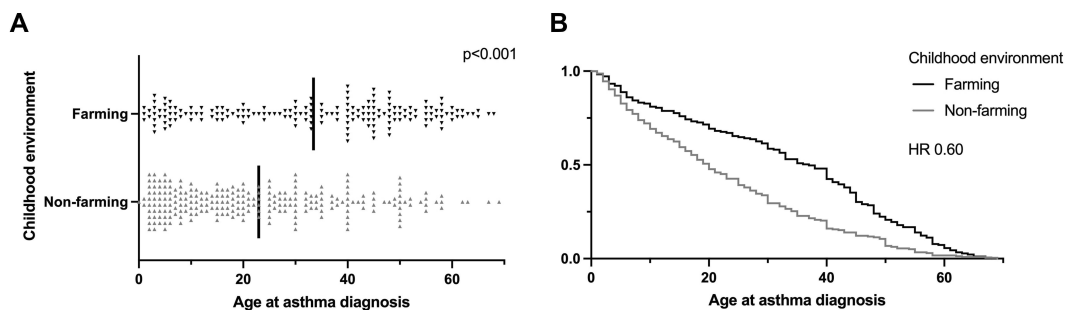 A
p<0.001
Childhood environment
Farming
Non-farming
0
20
40
60
Age at asthma diagnosis
B
Childhood environment
Farming
Non-farming
HR 0.60
1.0
0.5
0.0
0
20
40
60
Age at asthma diagnosis